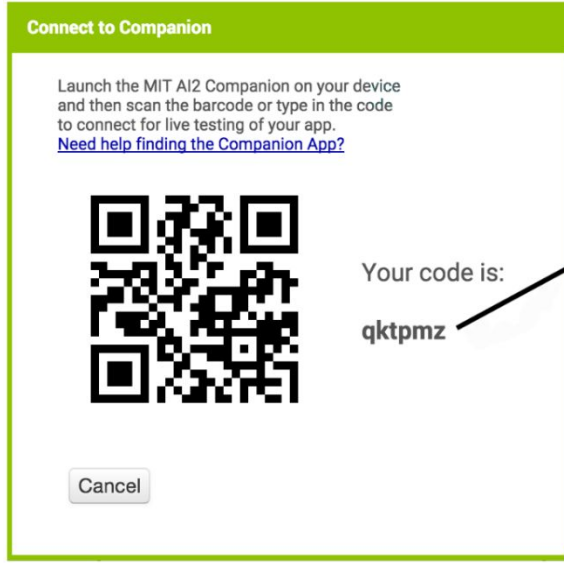 Connect to Companion
Launch the MIT AI2 Companion on your device
and then scan the barcode or type in the code
to connect for live testing of your app.
Need help finding the Companion App?
Your code is:
qktpmz
Cancel